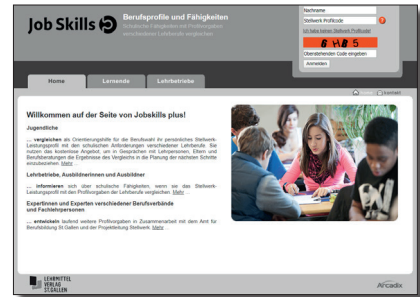 Job Skills
Berufsprofile und Fähigkeiten
Schulische Fähigkeiten mit Profilvorgaben
verschiedener Lehrberufe vergleichen
Nachname
Stellwerk Profilcode
?
Ich habe keinen Stellwerk Profilcode!
6 H B 5
Obenstehenden Code eingeben
Anmelden
Home
Lernende
Lehrbetriebe
kontakt
Willkommen auf der Seite von Jobskills plus!
Jugendliche
... vergleichen als Orientierungshilfe für die Berufswahl ihr persönliches Stellwerk-
Leistungsprofil mit den schulischen Anforderungen verschiedener Lehrberufe. Sie
nutzen das kostenlose Angebot, um in Gesprächen mit Lehrpersonen, Eltern und
Berufsberatungen die Ergebnisse des Vergleichs in die Planung der nächsten Schritte
einzubeziehen. Mehr ...
Lehrbetriebe, Ausbildnerinnen und Ausbildner
... informieren sich über schulische Fähigkeiten, wenn sie das Stellwerk-
Leistungsprofil mit den Profilvorgaben der Lehrberufe vergleichen. Mehr ...
Expertinnen und Experten verschiedener Berufsverbände
und Fachlehrpersonen
... entwickeln laufend weitere Profilvorgaben in Zusammenarbeit mit dem Amt für
Berufsbildung St.Gallen und der Projektleitung Stellwerk. Mehr ...
LEHRMITTEL
VERLAG
ST.GALLEN
Arcadix